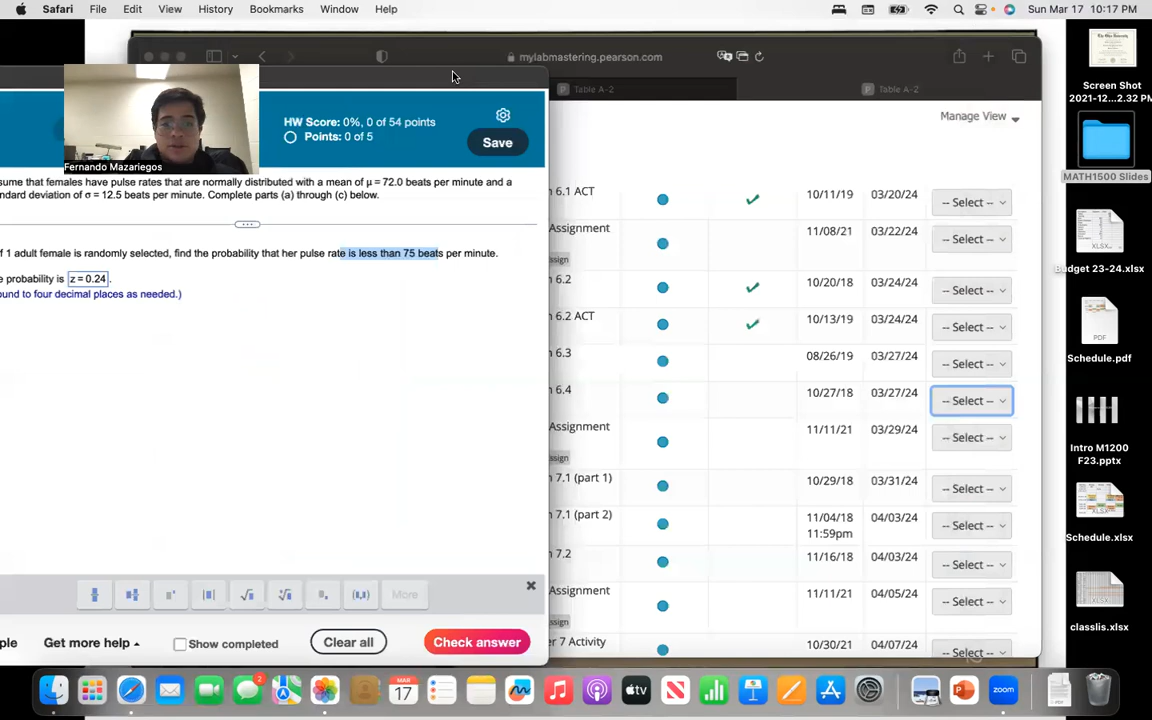 Safari File Edit View History Bookmarks Window Help
Sun Mar 17 10:17 PM
mylabmastering.pearson.com
Table A-2
Table A-2
Fernando Mazariegos
HW Score: 0%, 0 of 54 points
Points: 0 of 5
Save
sume that females have pulse rates that are normally distributed with a mean of μ = 72.0 beats per minute and a
ndard deviation of σ = 12.5 beats per minute. Complete parts (a) through (c) below.
f 1 adult female is randomly selected, find the probability that her pulse rate is less than 75 beats per minute.
e probability is z = 0.24.
ound to four decimal places as needed.)
More
ple
Get more help
Show completed
Clear all
Check answer
Manage View
n 6.1 ACT 10/11/19 03/20/24 -- Select --
Assignment 11/08/21 03/22/24 -- Select --
n 6.2 10/20/18 03/24/24 -- Select --
n 6.2 ACT 10/13/19 03/24/24 -- Select --
n 6.3 08/26/19 03/27/24 -- Select --
n 6.4 10/27/18 03/27/24 -- Select --
Assignment 11/11/21 03/29/24 -- Select --
sign
n 7.1 (part 1) 10/29/18 03/31/24 -- Select --
n 7.1 (part 2) 11/04/18 04/03/24 -- Select --
11:59pm
n 7.2 11/16/18 04/03/24 -- Select --
Assignment 11/11/21 04/05/24 -- Select --
sign
er 7 Activity 10/30/21 04/07/24 -- Select --
Screen Shot
2021-12...2.32 PM
MATH1500 Slides
XLSX
Budget 23-24.xlsx
PDF
Schedule.pdf
Intro M1200
F23.pptx
XLSX
Schedule.xlsx
XLSX
classlis.xlsx
2
MAR
17
tv
zoom